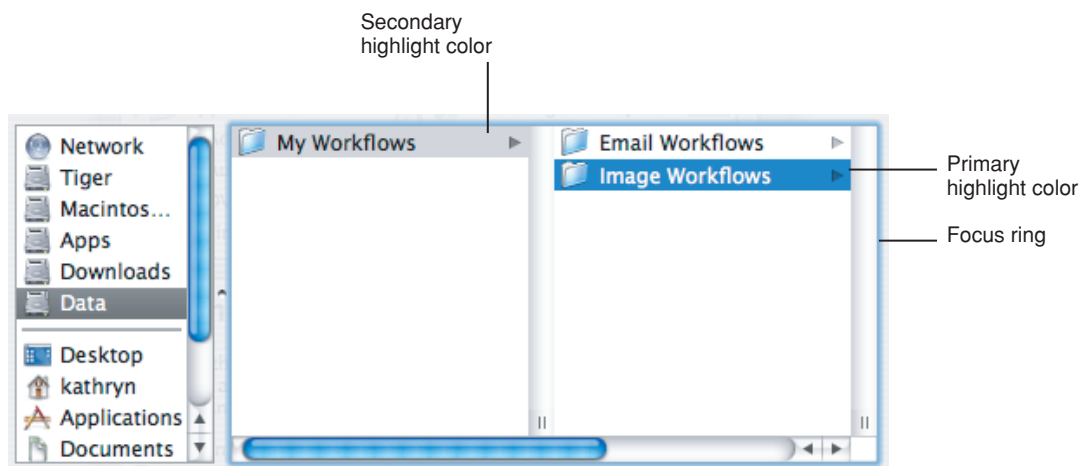 Secondary
highlight color
Network
Tiger
Macintos...
Apps
Downloads
Data
Desktop
kathryn
Applications
Documents
My Workflows
Email Workflows
Image Workflows
Primary
highlight color
Focus ring